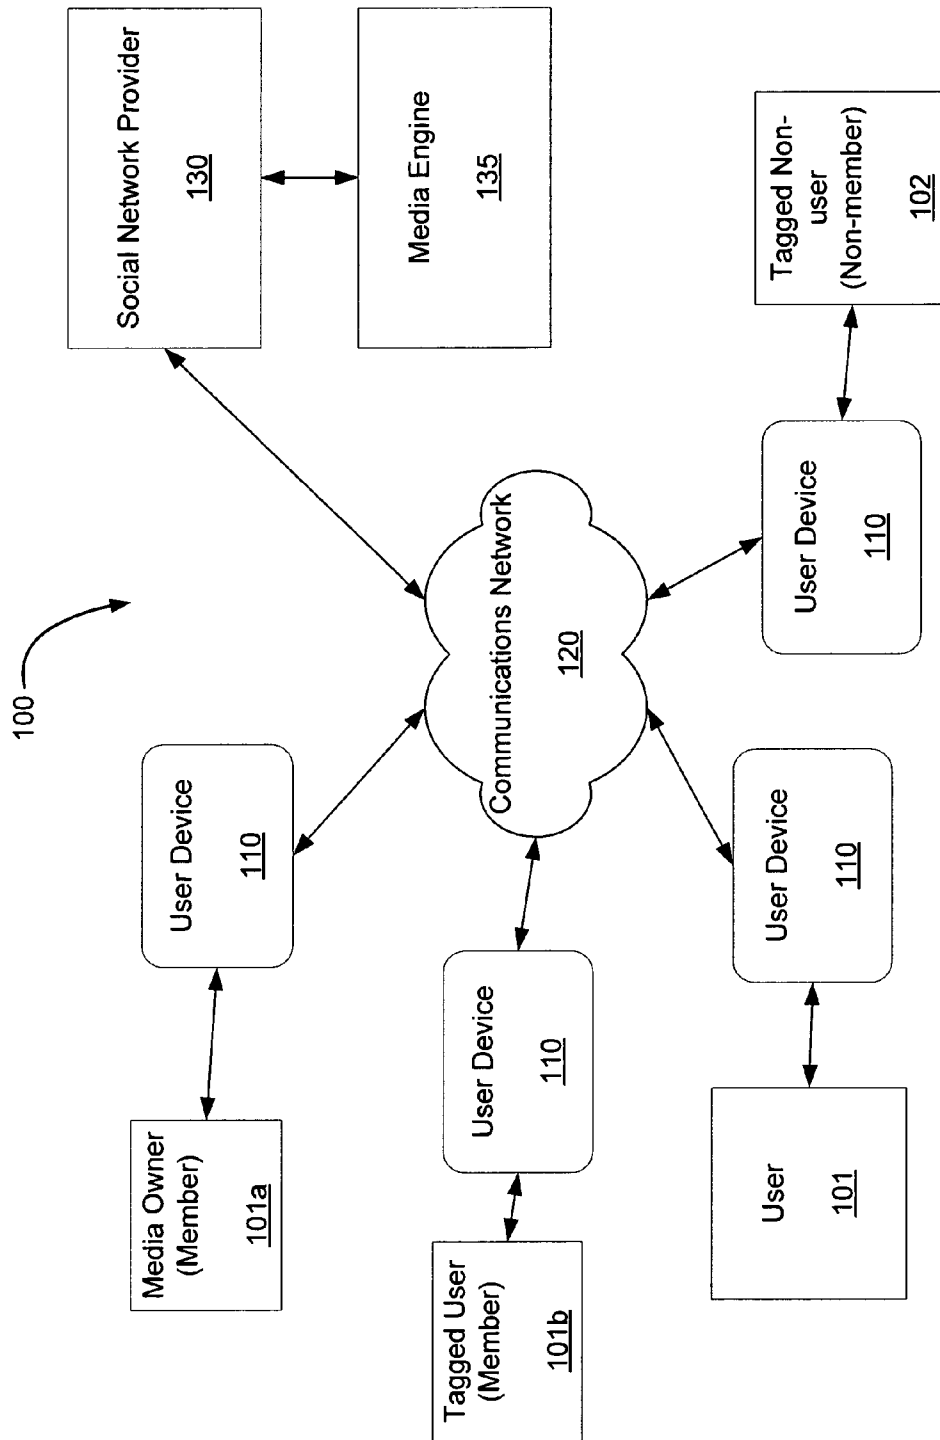 100
Media Owner
(Member)
101a
User Device
110
Social Network Provider
130
Media Engine
135
Tagged User
(Member)
101b
User Device
110
Communications Network
120
User
101
User Device
110
User Device
110
Tagged Non-
user
(Non-member)
102